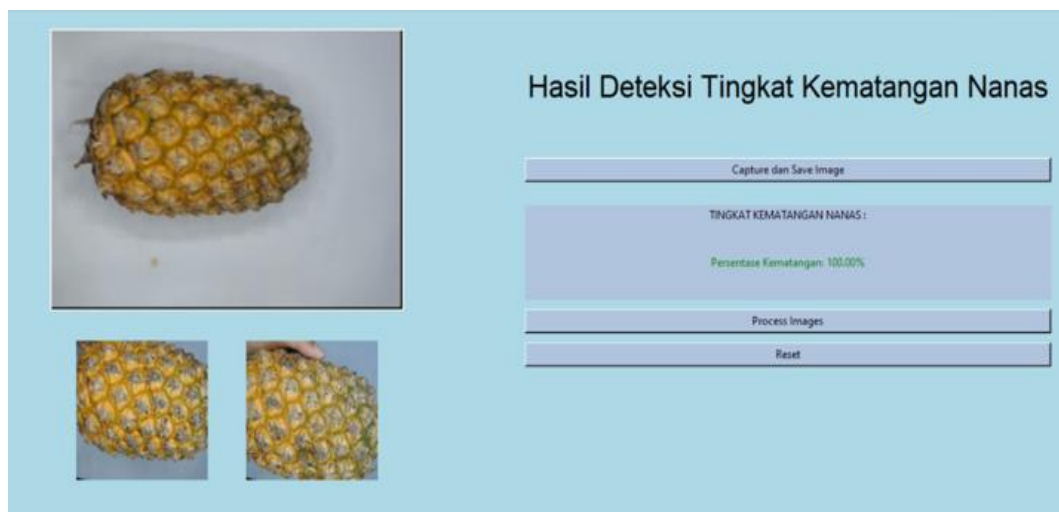 Hasil Deteksi Tingkat Kematangan Nanas
Capture dan Save Image
TINGKAT KEMATANGAN NANAS :
Persentase Kematangan: 100.00%
Process Images
Reset